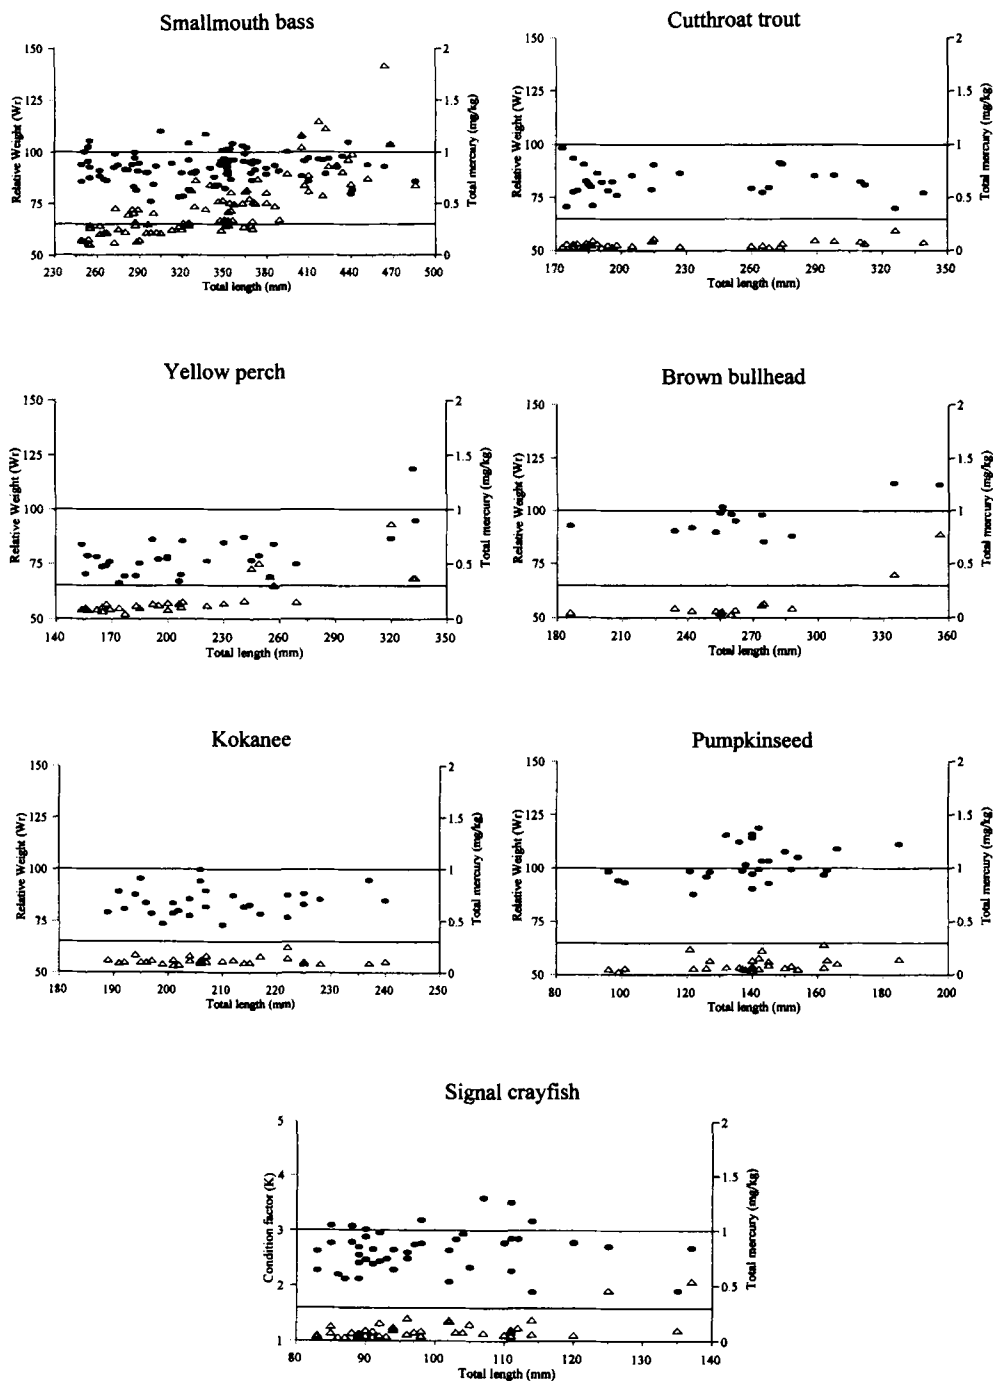 Smallmouth bass
Relative Weight (Wr)
150
125
100
75
50
2
1.5
1
0.5
0
Total mercury (mg/kg)
230 260 290 320 350 380 410 440 470 500
Total length (mm)
Cutthroat trout
Relative Weight (Wr)
150
125
100
75
50
2
1.5
1
0.5
0
Total mercury (mg/kg)
170 200 230 260 290 320 350
Total length (mm)
Yellow perch
Relative Weight (Wr)
150
125
100
75
50
2
1.5
1
0.5
0
Total mercury (mg/kg)
140 170 200 230 260 290 320 350
Total length (mm)
Brown bullhead
Relative Weight (Wr)
150
125
100
75
50
2
1.5
1
0.5
0
Total mercury (mg/kg)
180 210 240 270 300 330 360
Total length (mm)
Kokanee
Relative Weight (Wr)
150
125
100
75
50
2
1.5
1
0.5
0
Total mercury (mg/kg)
180 190 200 210 220 230 240 250
Total length (mm)
Pumpkinseed
Relative Weight (Wr)
150
125
100
75
50
2
1.5
1
0.5
0
Total mercury (mg/kg)
80 100 120 140 160 180 200
Total length (mm)
Signal crayfish
Condition factor (K)
5
4
3
2
1
2
1.5
1
0.5
0
Total mercury (mg/kg)
80 90 100 110 120 130 140
Total length (mm)